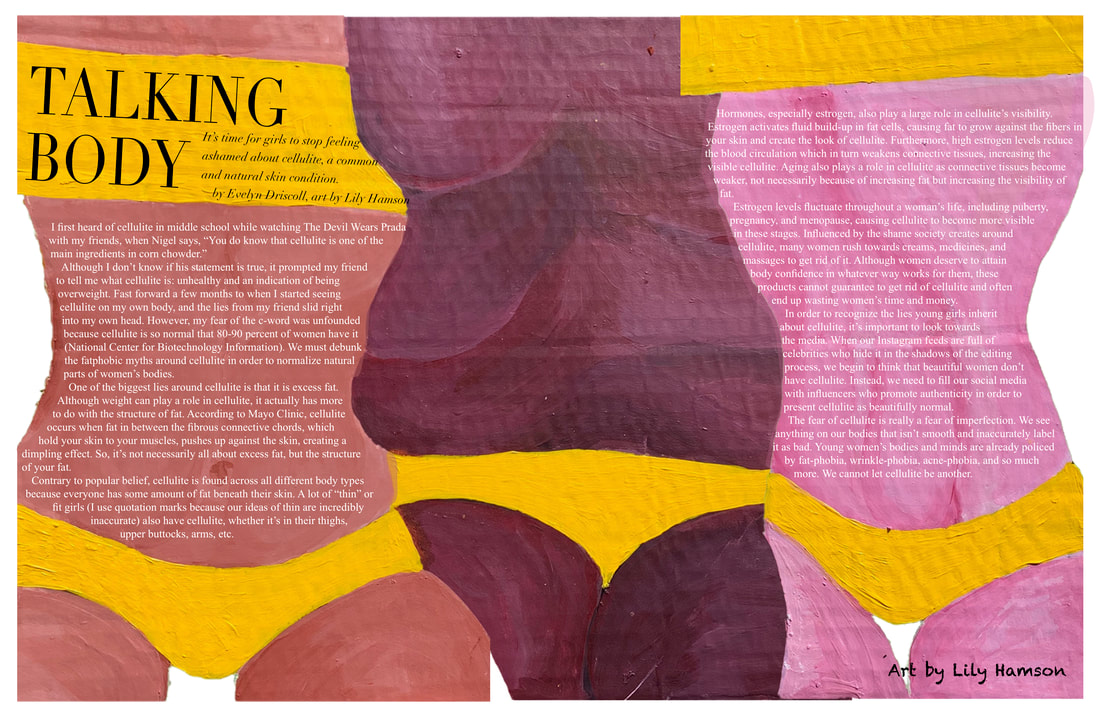 TALKING
BODY
It's time for girls to stop feeling
ashamed about cellulite, a common
and natural skin condition.
by Evelyn Driscoll, art by Lily Hamson
I first heard of cellulite in middle school while watching The Devil Wears Prada
with my friends, when Nigel says, “You do know that cellulite is one of the
main ingredients in corn chowder.”
Although I don’t know if his statement is true, it prompted my friend
to tell me what cellulite is: unhealthy and an indication of being
overweight. Fast forward a few months to when I started seeing
cellulite on my own body, and the lies from my friend slid right
into my own head. However, my fear of the c-word was unfounded
because cellulite is so normal that 80-90 percent of women have it
(National Center for Biotechnology Information). We must debunk
the fatphobic myths around cellulite in order to normalize natural
parts of women’s bodies.
One of the biggest lies around cellulite is that it is excess fat.
Although weight can play a role in cellulite, it actually has more
to do with the structure of fat. According to Mayo Clinic, cellulite
occurs when fat in between the fibrous connective chords, which
hold your skin to your muscles, pushes up against the skin, creating a
dimpling effect. So, it’s not necessarily all about excess fat, but the structure
of your fat.
Contrary to popular belief, cellulite is found across all different body types
because everyone has some amount of fat beneath their skin. A lot of “thin” or
fit girls (I use quotation marks because our ideas of thin are incredibly
inaccurate) also have cellulite, whether it’s in their thighs,
upper buttocks, arms, etc.
Hormones, especially estrogen, also play a large role in cellulite’s visibility.
Estrogen activates fluid build-up in fat cells, causing fat to grow against the fibers in
your skin and create the look of cellulite. Furthermore, high estrogen levels reduce
the blood circulation which in turn weakens connective tissues, increasing the
visible cellulite. Aging also plays a role in cellulite as connective tissues become
weaker, not necessarily because of increasing fat but increasing the visibility of
fat.
Estrogen levels fluctuate throughout a woman’s life, including puberty,
pregnancy, and menopause, causing cellulite to become more visible
in these stages. Influenced by the shame society creates around
cellulite, many women rush towards creams, medicines, and
massages to get rid of it. Although women deserve to attain
body confidence in whatever way works for them, these
products cannot guarantee to get rid of cellulite and often
end up wasting women’s time and money.
In order to recognize the lies young girls inherit
about cellulite, it’s important to look towards
the media. When our Instagram feeds are full of
celebrities who hide it in the shadows of the editing
process, we begin to think that beautiful women don’t
have cellulite. Instead, we need to fill our social media
with influencers who promote authenticity in order to
present cellulite as beautifully normal.
The fear of cellulite is really a fear of imperfection. We see
anything on our bodies that isn’t smooth and inaccurately label
it as bad. Young women’s bodies and minds are already policed
by fat-phobia, wrinkle-phobia, acne-phobia, and so much
more. We cannot let cellulite be another.
Art by Lily Hamson